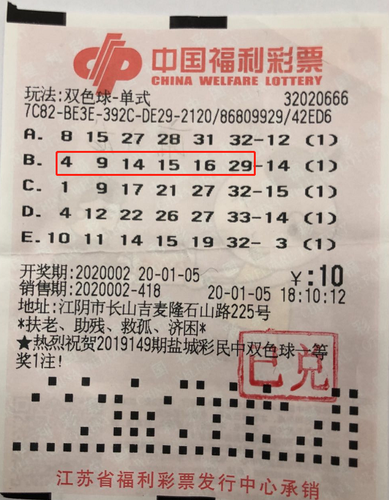 中国福利彩票
CHINA WELFARE LOTTERY
玩法:双色球-单式 32020666
7C82-BE3E-392C-DE29-2120/86809929/42ED6
A. 8 15 27 28 31 32-12 (1)
B. 4 9 14 15 16 29-14 (1)
C. 1 9 17 21 27 32-15 (1)
D. 4 12 22 26 27 33-14 (1)
E. 10 11 14 15 19 32- 3 (1)
开奖期:2020002 20-01-05 ¥:10
销售期:2020002-418 20-01-05 18:10:12
地址:江阴市长山吉麦隆石山路225号
*扶老、助残、救孤、济困*
★热烈祝贺2019149期盐城彩民中双色球一等
奖1注!
已兑
江苏省福利彩票发行中心承销